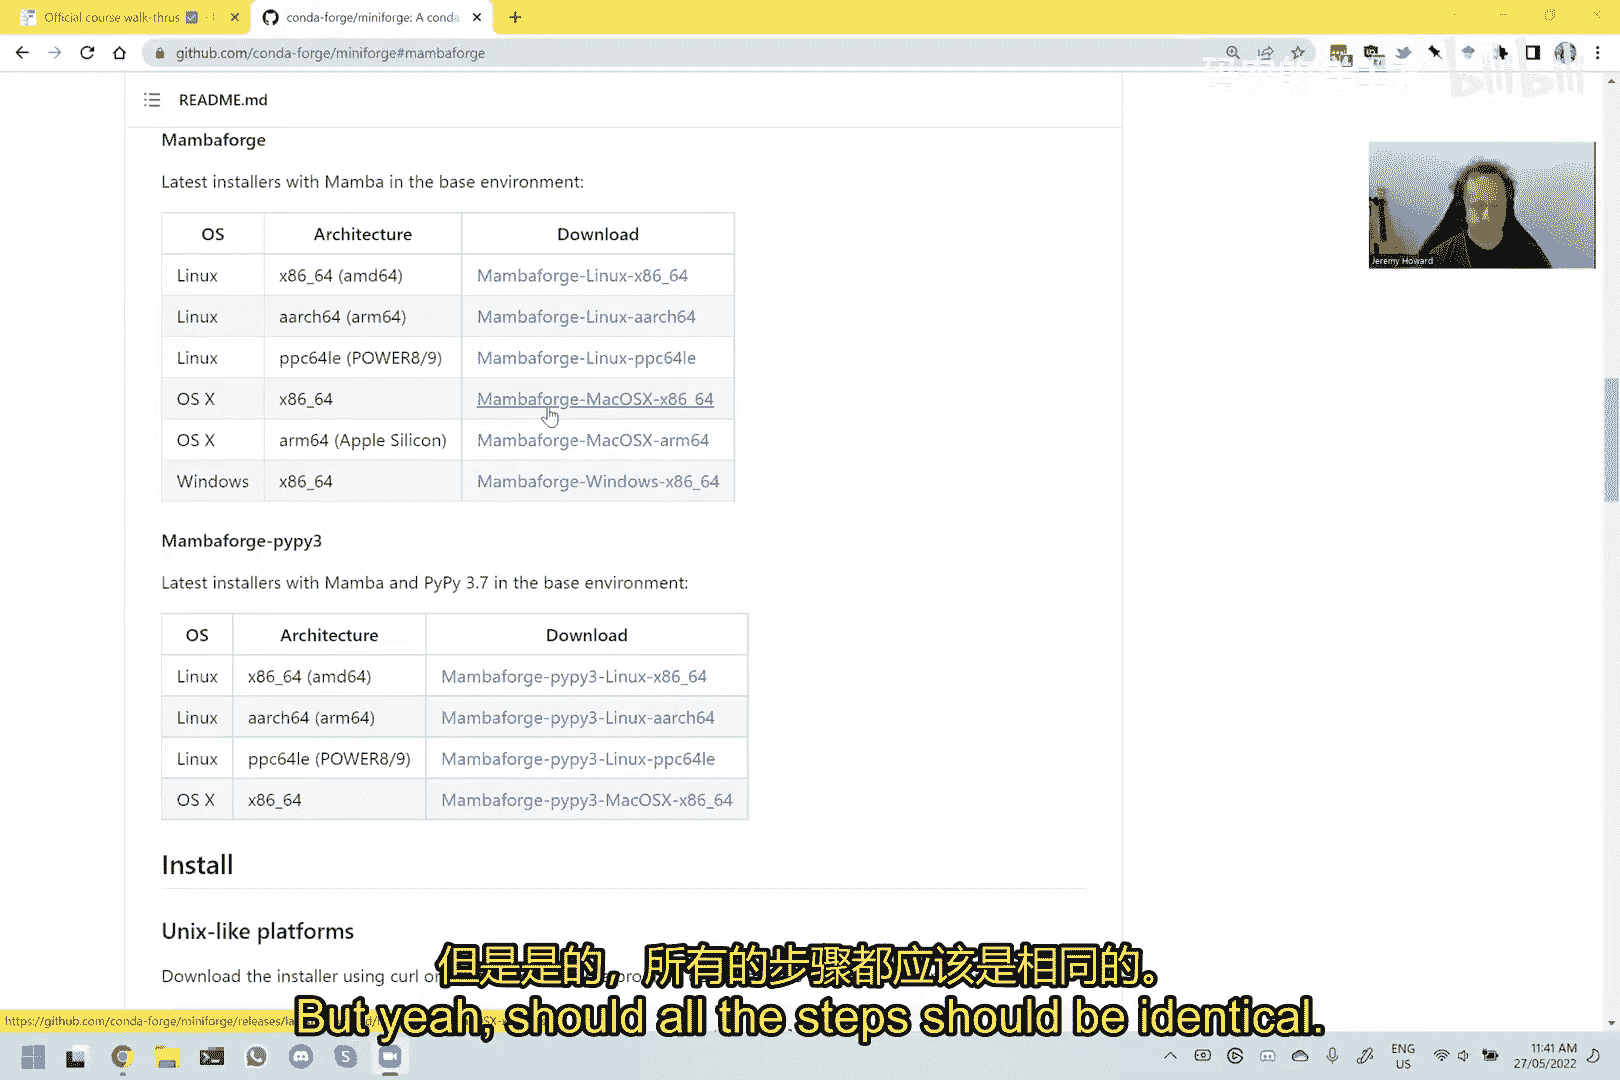 Official course walk-thrus ☑ ·
conda-forge/miniforge: A conda
github.com/conda-forge/miniforge#mambaforge
bilibili
README.md
Mambaforge
Latest installers with Mamba in the base environment:
OS Architecture Download
Linux x86_64 (amd64) Mambaforge-Linux-x86_64
Linux aarch64 (arm64) Mambaforge-Linux-aarch64
Linux ppc64le (POWER8/9) Mambaforge-Linux-ppc64le
OS X x86_64 Mambaforge-MacOSX-x86_64
OS X arm64 (Apple Silicon) Mambaforge-MacOSX-arm64
Windows x86_64 Mambaforge-Windows-x86_64
Jeremy Howard
Mambaforge-pypy3
Latest installers with Mamba and PyPy 3.7 in the base environment:
OS Architecture Download
Linux x86_64 (amd64) Mambaforge-pypy3-Linux-x86_64
Linux aarch64 (arm64) Mambaforge-pypy3-Linux-aarch64
Linux ppc64le (POWER8/9) Mambaforge-pypy3-Linux-ppc64le
OS X x86_64 Mambaforge-pypy3-MacOSX-x86_64
Install
Unix-like platforms
Download the installer using curl
但是是的，所有的步骤都应该是相同的。
But yeah, should all the steps should be identical.
https://github.com/conda-forge/miniforge/releases/
ENG
US
11:41 AM
27/05/2022